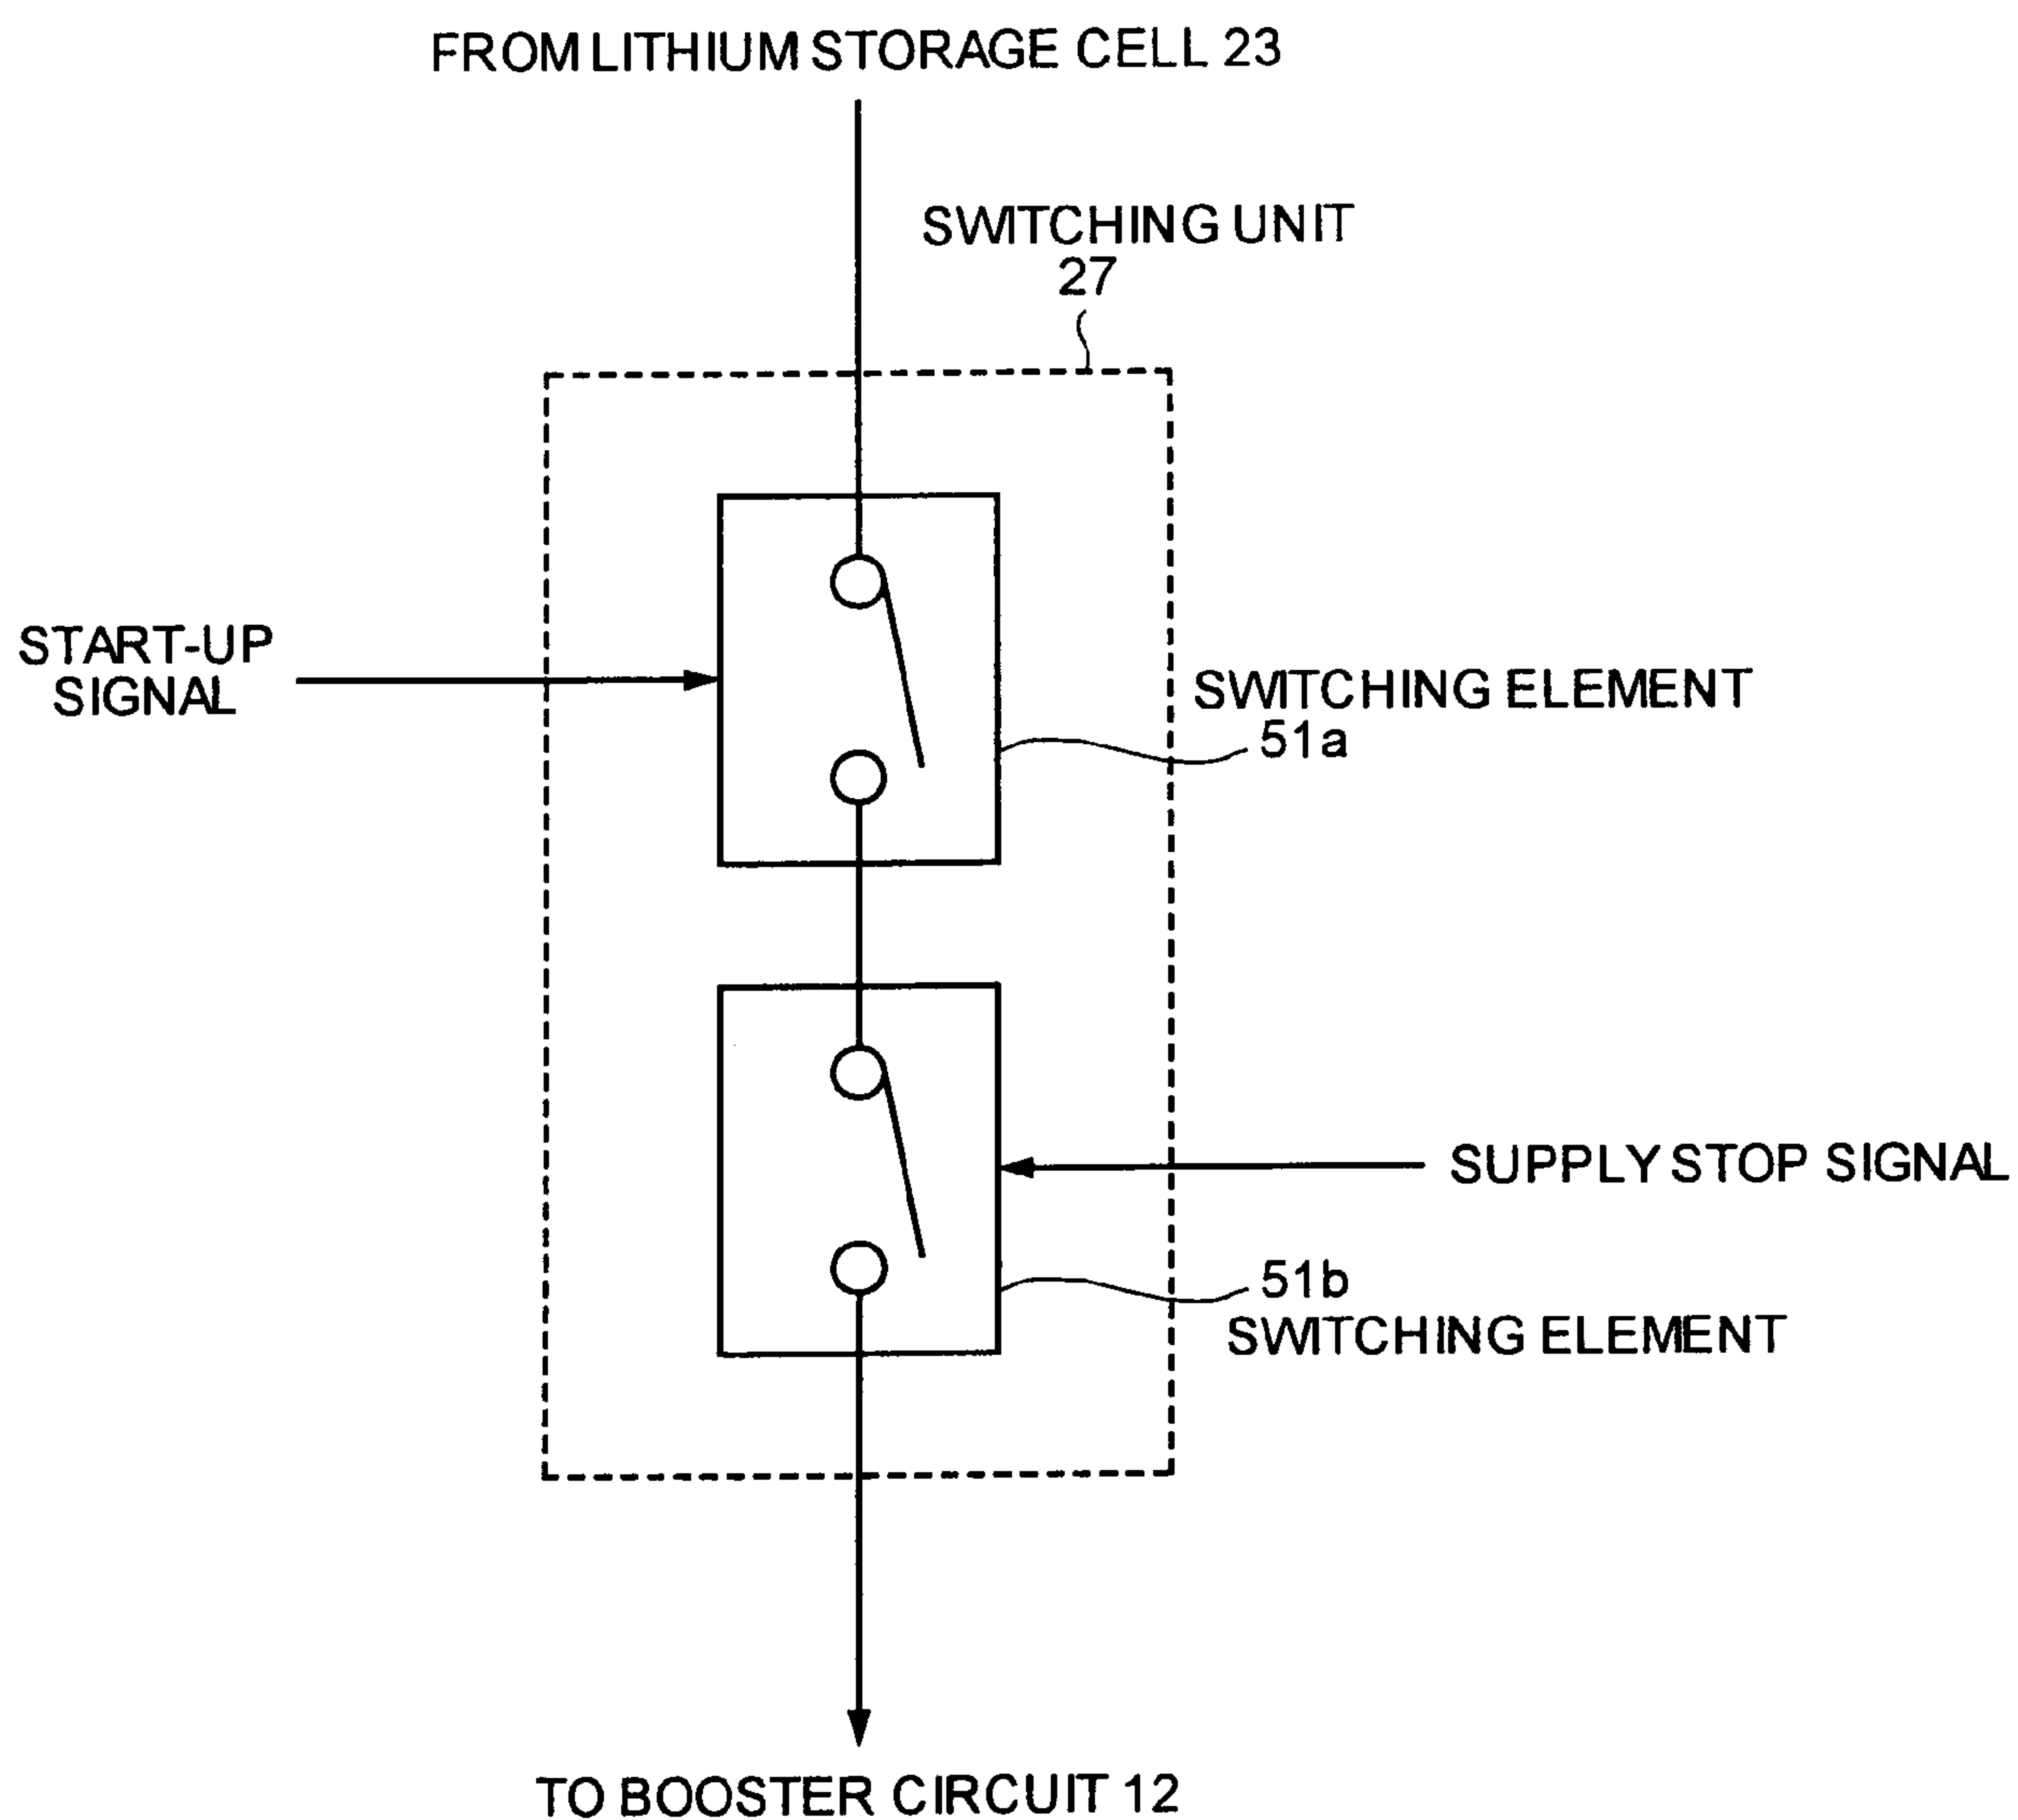 FROM LITHIUM STORAGE CELL 23
SWITCHING UNIT
27
START-UP
SIGNAL
SWITCHING ELEMENT
51a
SUPPLY STOP SIGNAL
51b
SWITCHING ELEMENT
TO BOOSTER CIRCUIT 12